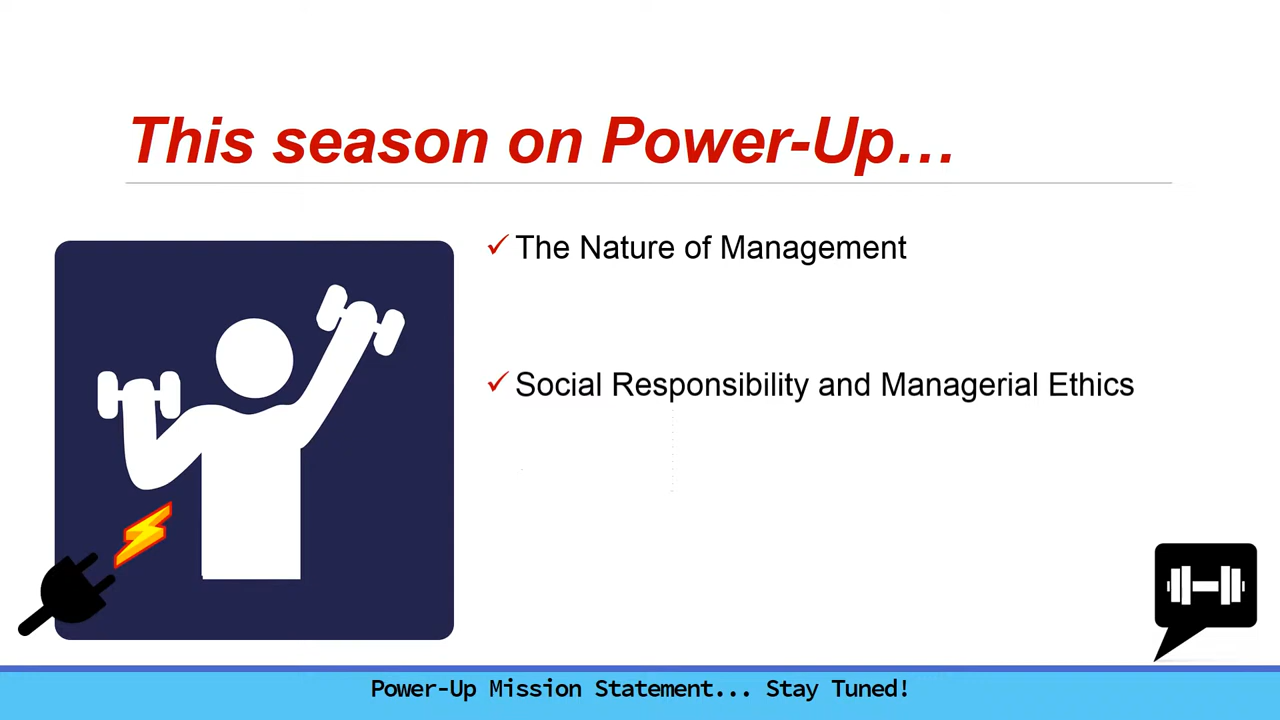 This season on Power-Up…
✓ The Nature of Management
✓ Social Responsibility and Managerial Ethics
Power-Up Mission Statement... Stay Tuned!